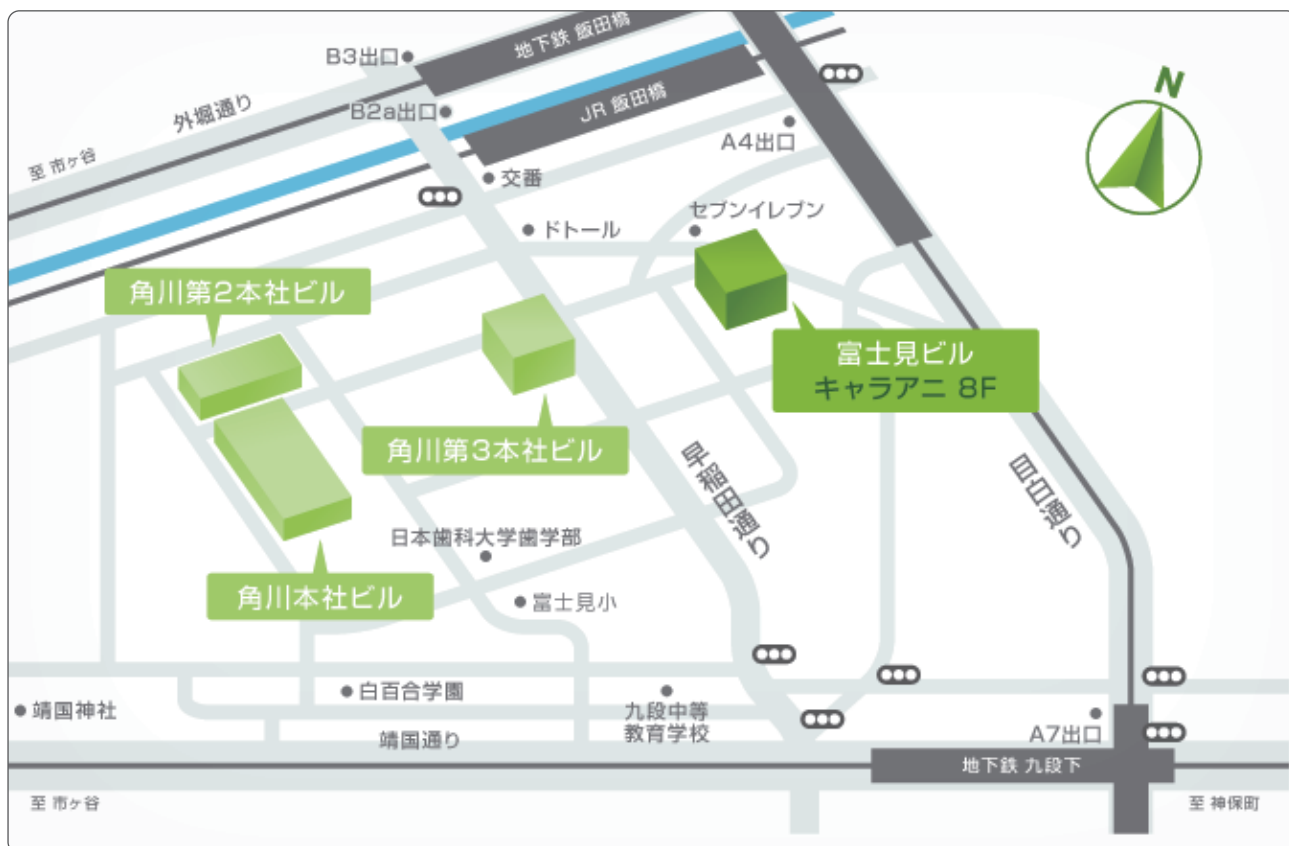 地下鉄 飯田橋
B3出口
N
外堀通り
B2a出口
JR 飯田橋
至 市ヶ谷
A4出口
交番
セブンイレブン
ドトール
角川第2本社ビル
富士見ビル
キャラアニ 8F
角川第3本社ビル
早稲田通り
目白通り
日本歯科大学歯学部
角川本社ビル
富士見小
白百合学園
靖国神社
九段中等
教育学校
靖国通り
A7出口
地下鉄 九段下
至 市ヶ谷
至 神保町